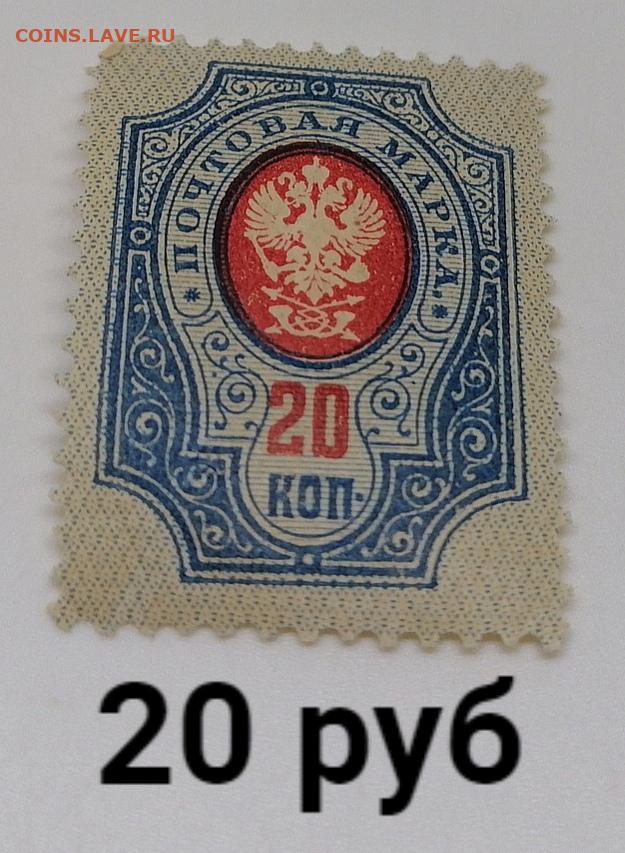 COINS.LAVE.RU
* ПОЧТОВАЯ МАРКА. *
20
КОП.
20 руб